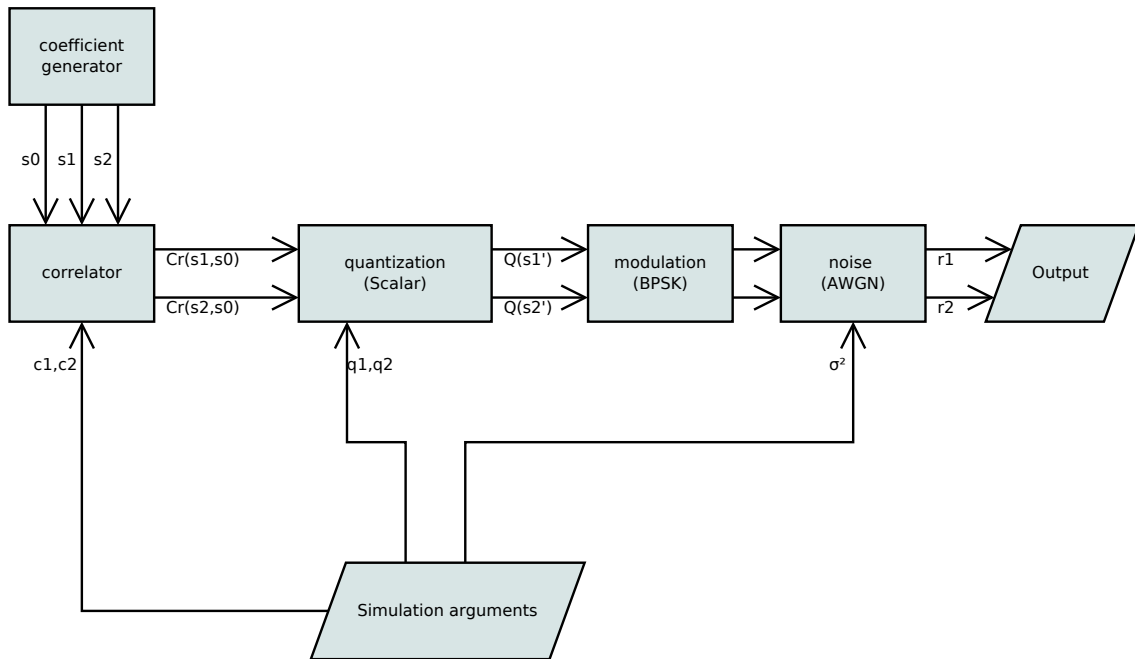 coefficient
generator
s0
s1
s2
correlator
Cr(s1,s0)
Cr(s2,s0)
quantization
(Scalar)
Q(s1')
Q(s2')
modulation
(BPSK)
noise
(AWGN)
r1
r2
Output
c1,c2
q1,q2
σ²
Simulation arguments